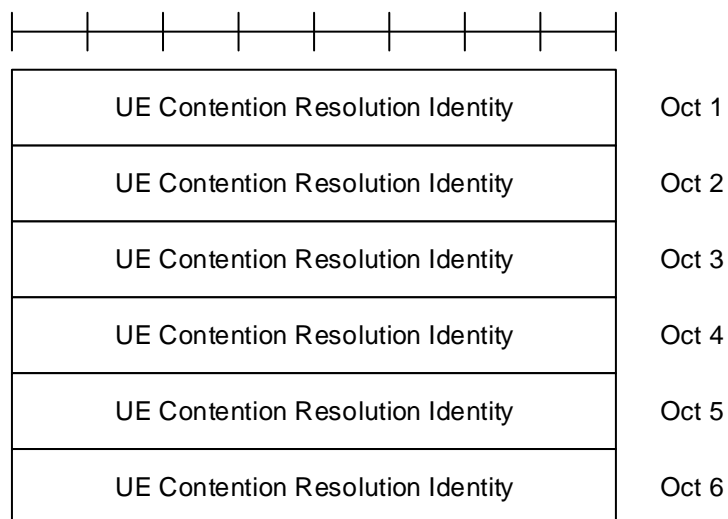 UE Contention Resolution Identity Oct 1
UE Contention Resolution Identity Oct 2
UE Contention Resolution Identity Oct 3
UE Contention Resolution Identity Oct 4
UE Contention Resolution Identity Oct 5
UE Contention Resolution Identity Oct 6